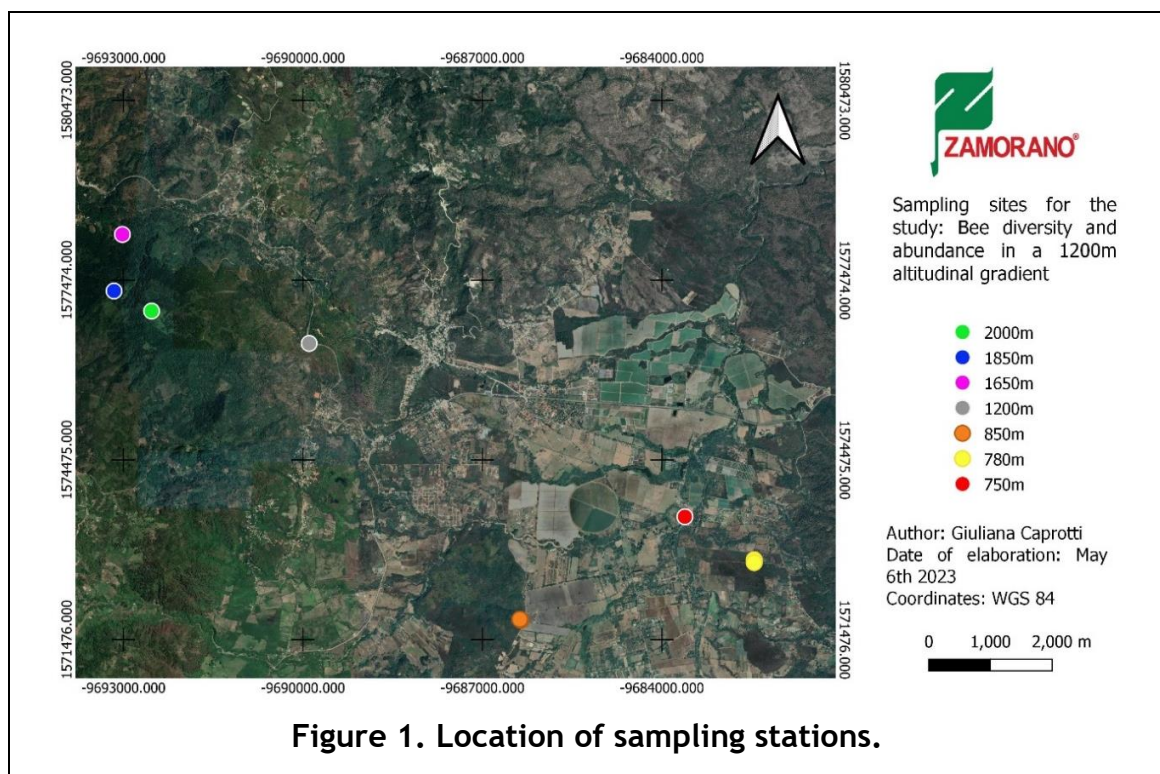 -9693000.000 -9690000.000 -9687000.000 -9684000.000
1580473.000 1580473.000
1577474.000 1577474.000
1574475.000 1574475.000
1571476.000 1571476.000
-9693000.000 -9690000.000 -9687000.000 -9684000.000
ZAMORANO®
Sampling sites for the
study: Bee diversity and
abundance in a 1200m
altitudinal gradient
2000m
1850m
1650m
1200m
850m
780m
750m
Author: Giuliana Caprotti
Date of elaboration: May
6th 2023
Coordinates: WGS 84
0 1,000 2,000 m
Figure 1. Location of sampling stations.